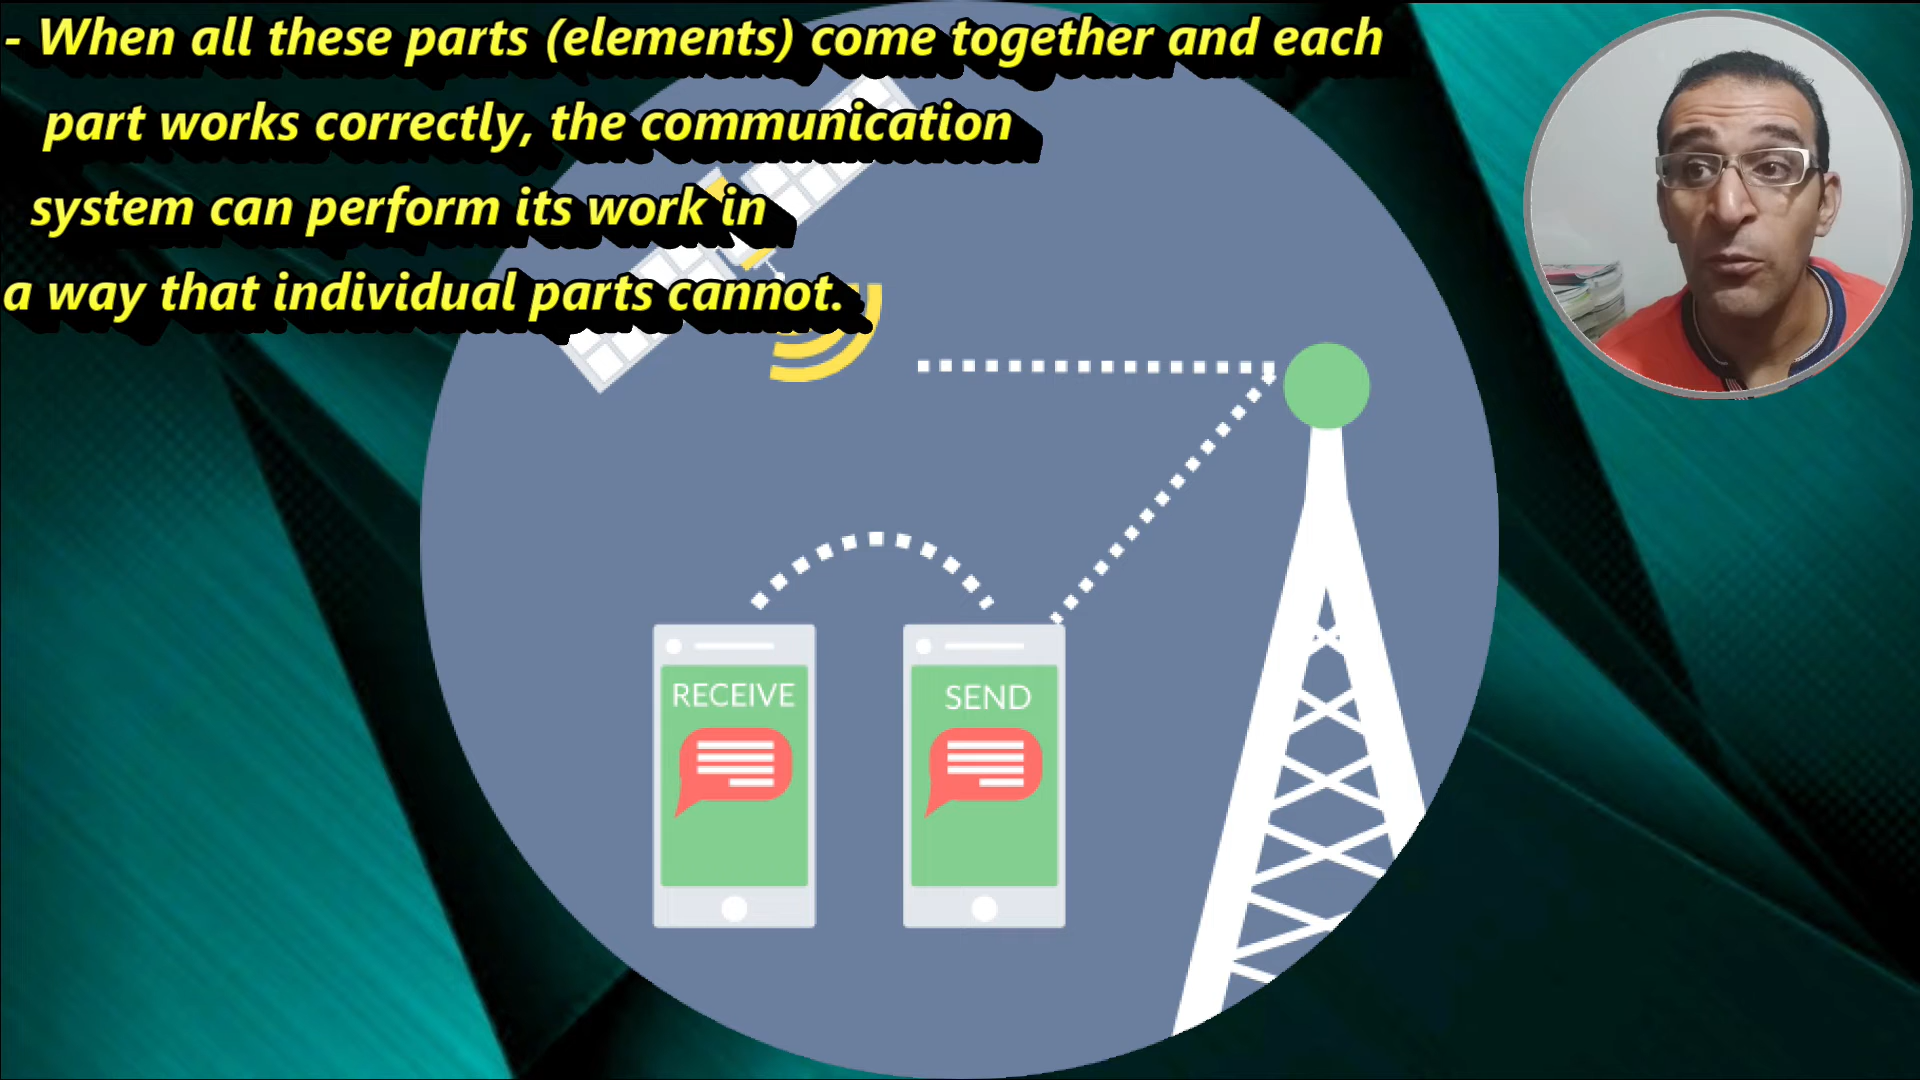 - When all these parts (elements) come together and each
part works correctly, the communication
system can perform its work in
a way that individual parts cannot.
RECEIVE
SEND